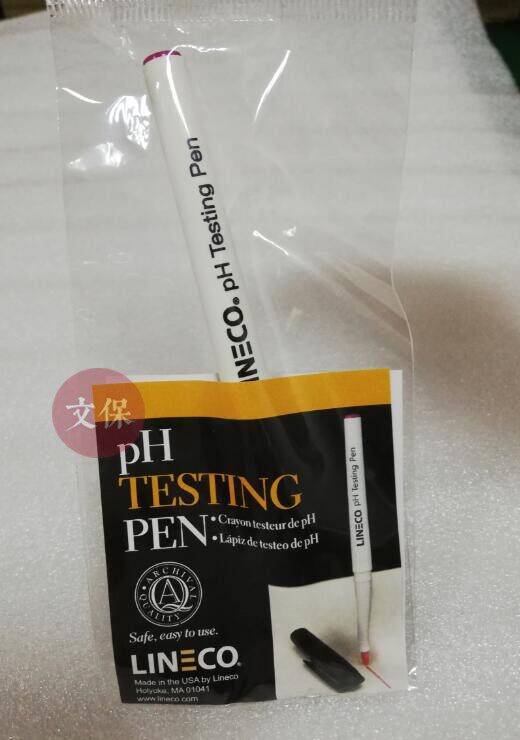 LINECO® pH Testing Pen
文保
pH
TESTING
PEN
• Crayon testeur de pH
• Lápiz de testeo de pH
LINECO pH Testing Pen
ARCHIVAL
QUALITY
AQ
Safe, easy to use.
LINECO®
Made in the USA by Lineco
Holyoke, MA 01041
www.lineco.com